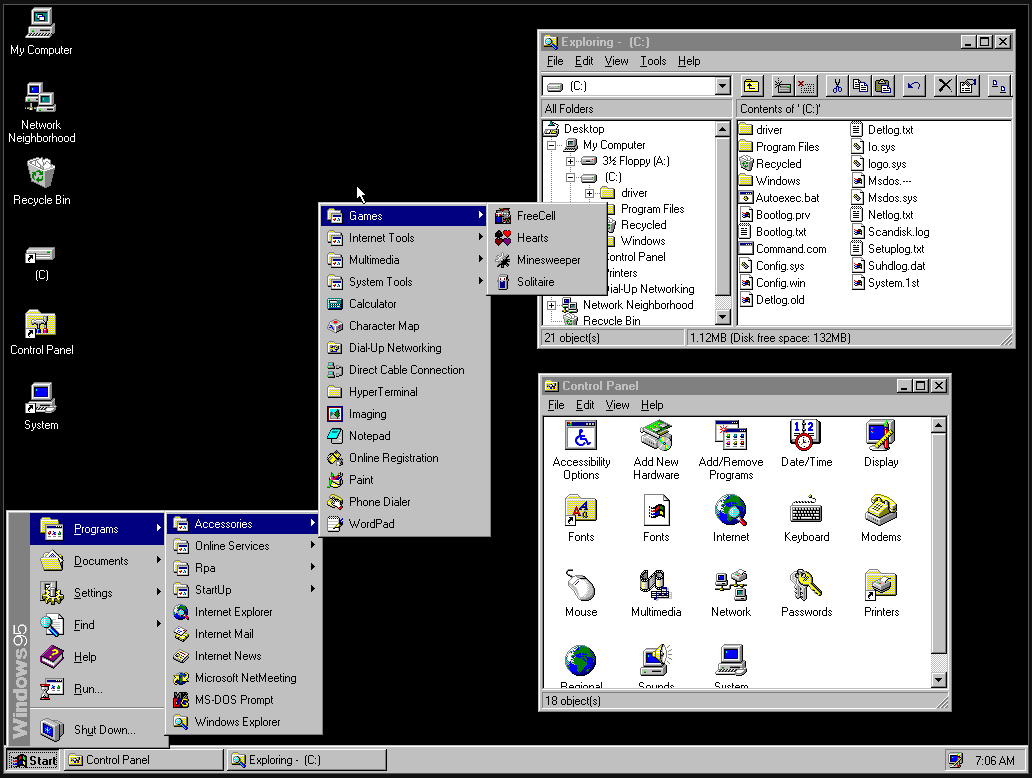 My Computer
Network
Neighborhood
Recycle Bin
(C)
Control Panel
System
Exploring - (C:)
File Edit View Tools Help
(C:)
All Folders
Contents of '(C:)'
Desktop
My Computer
3½ Floppy (A:)
(C:)
driver
Program Files
Recycled
Windows
Control Panel
Printers
Dial-Up Networking
Network Neighborhood
Recycle Bin
driver
Program Files
Recycled
Windows
Autoexec.bat
Bootlog.prv
Bootlog.txt
Command.com
Config.sys
Config.win
Detlog.old
Detlog.txt
Io.sys
logo.sys
Msdos.---
Msdos.sys
Netlog.txt
Scandisk.log
Setuplog.txt
Suhdlog.dat
System.1st
21 object(s)
1.12MB (Disk free space: 132MB)
Games
Internet Tools
Multimedia
System Tools
Calculator
Character Map
Dial-Up Networking
Direct Cable Connection
HyperTerminal
Imaging
Notepad
Online Registration
Paint
Phone Dialer
WordPad
FreeCell
Hearts
Minesweeper
Solitaire
Control Panel
File Edit View Help
Accessibility
Options
Add New
Hardware
Add/Remove
Programs
Date/Time
Display
Fonts
Fonts
Internet
Keyboard
Modems
Mouse
Multimedia
Network
Passwords
Printers
Regional
Sounds
System
18 object(s)
Windows95
Programs
Documents
Settings
Find
Help
Run...
Shut Down...
Accessories
Online Services
Rpa
StartUp
Internet Explorer
Internet Mail
Internet News
Microsoft NetMeeting
MS-DOS Prompt
Windows Explorer
Start
Control Panel
Exploring - (C:)
7:06 AM